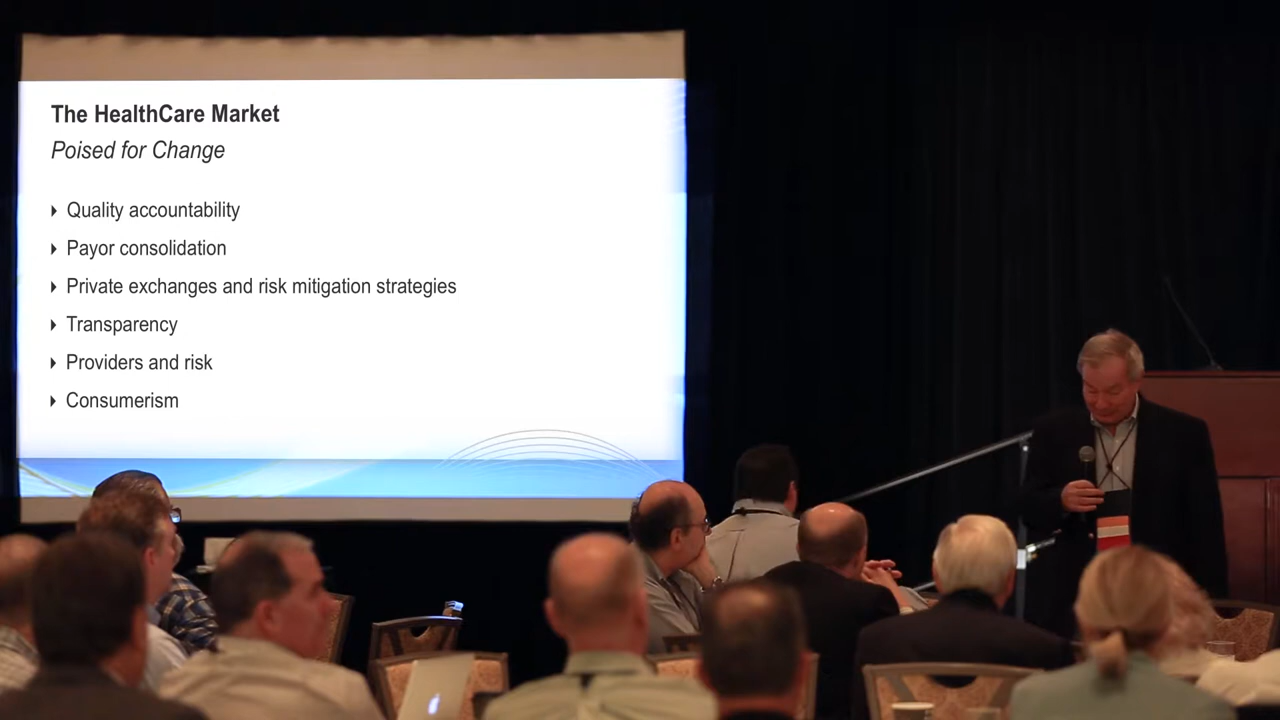 The HealthCare Market
Poised for Change
Quality accountability
Payor consolidation
Private exchanges and risk mitigation strategies
Transparency
Providers and risk
Consumerism